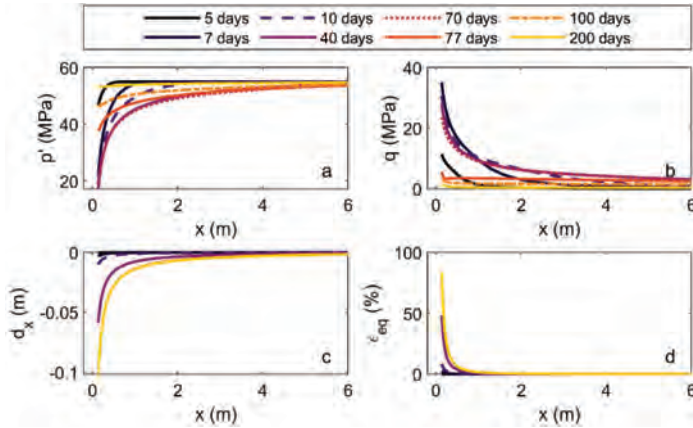 5 days 10 days 70 days 100 days
7 days 40 days 77 days 200 days
60
40
20
p' (MPa)
a
0 2 4 6
x (m)
40
20
0
q (MPa)
b
0 2 4 6
x (m)
0
-0.05
-0.1
d_x (m)
c
0 2 4 6
x (m)
100
50
0
ε_eq (%)
d
0 2 4 6
x (m)